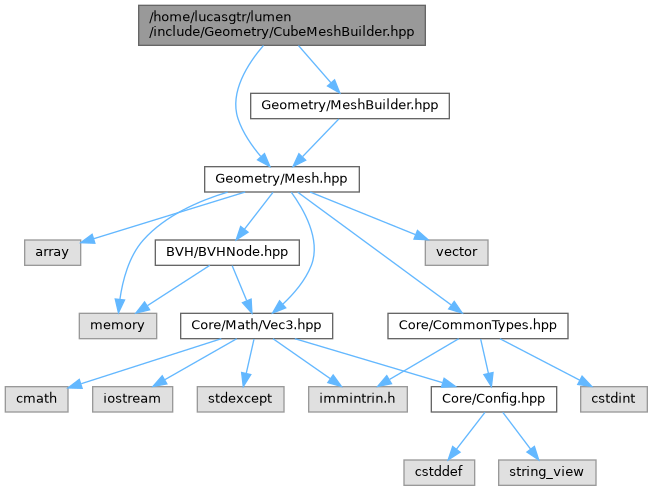 /home/lucasgtr/lumen
/include/Geometry/CubeMeshBuilder.hpp
Geometry/MeshBuilder.hpp
Geometry/Mesh.hpp
array
BVH/BVHNode.hpp
vector
memory
Core/Math/Vec3.hpp
Core/CommonTypes.hpp
cmath
iostream
stdexcept
immintrin.h
Core/Config.hpp
cstdint
cstddef
string_view